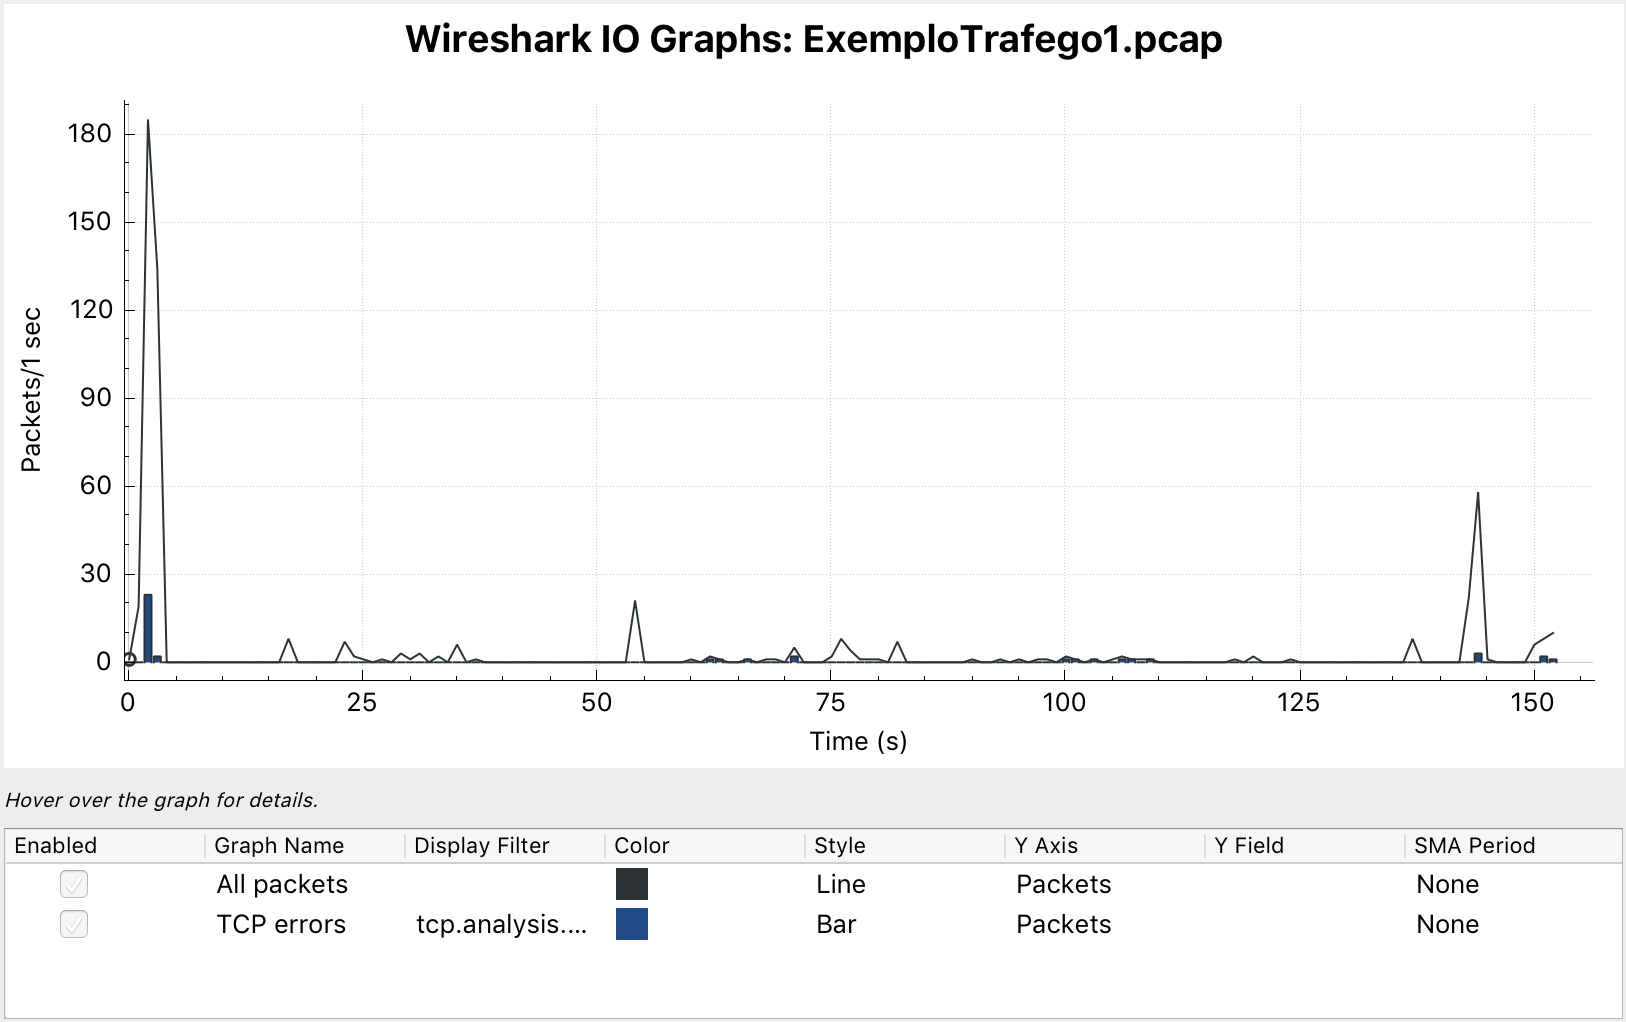 Wireshark IO Graphs: ExemploTrafego1.pcap
Packets/1 sec
180
150
120
90
60
30
0
0 25 50 75 100 125 150
Time (s)
Hover over the graph for details.
Enabled Graph Name Display Filter Color Style Y Axis Y Field SMA Period
All packets Line Packets None
TCP errors tcp.analysis.... Bar Packets None